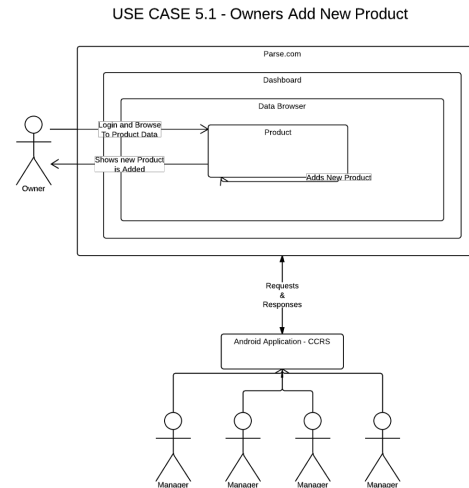 USE CASE 5.1 - Owners Add New Product
Parse.com
Dashboard
Data Browser
Login and Browse
To Product Data
Product
Shows new Product
is Added
Adds New Product
Owner
Requests
&
Responses
Android Application - CCRS
Manager
Manager
Manager
Manager